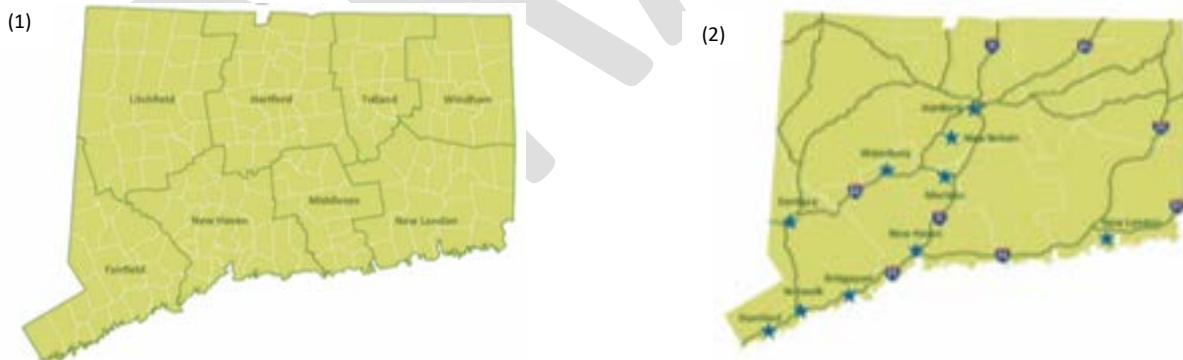 (1)
(2)
Litchfield
Hartford
Tolland
Windham
New Haven
Middlesex
New London
Fairfield
Hartford
New Britain
Waterbury
Meriden
Danbury
New Haven
New London
Bridgeport
Norwalk
Stamford